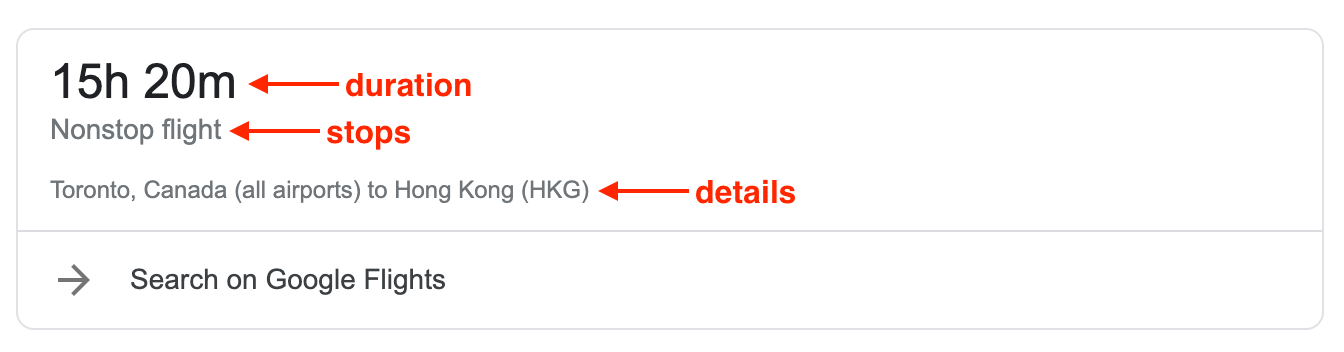 15h 20m duration
Nonstop flight stops
Toronto, Canada (all airports) to Hong Kong (HKG) details
Search on Google Flights